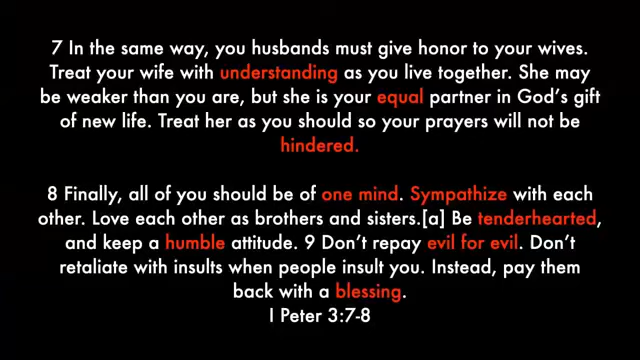 7 In the same way, you husbands must give honor to your wives.
Treat your wife with understanding as you live together. She may
be weaker than you are, but she is your equal partner in God's gift
of new life. Treat her as you should so your prayers will not be
hindered.
8 Finally, all of you should be of one mind. Sympathize with each
other. Love each other as brothers and sisters.[a] Be tenderhearted,
and keep a humble attitude. 9 Don't repay evil for evil. Don't
retaliate with insults when people insult you. Instead, pay them
back with a blessing.
I Peter 3:7-8